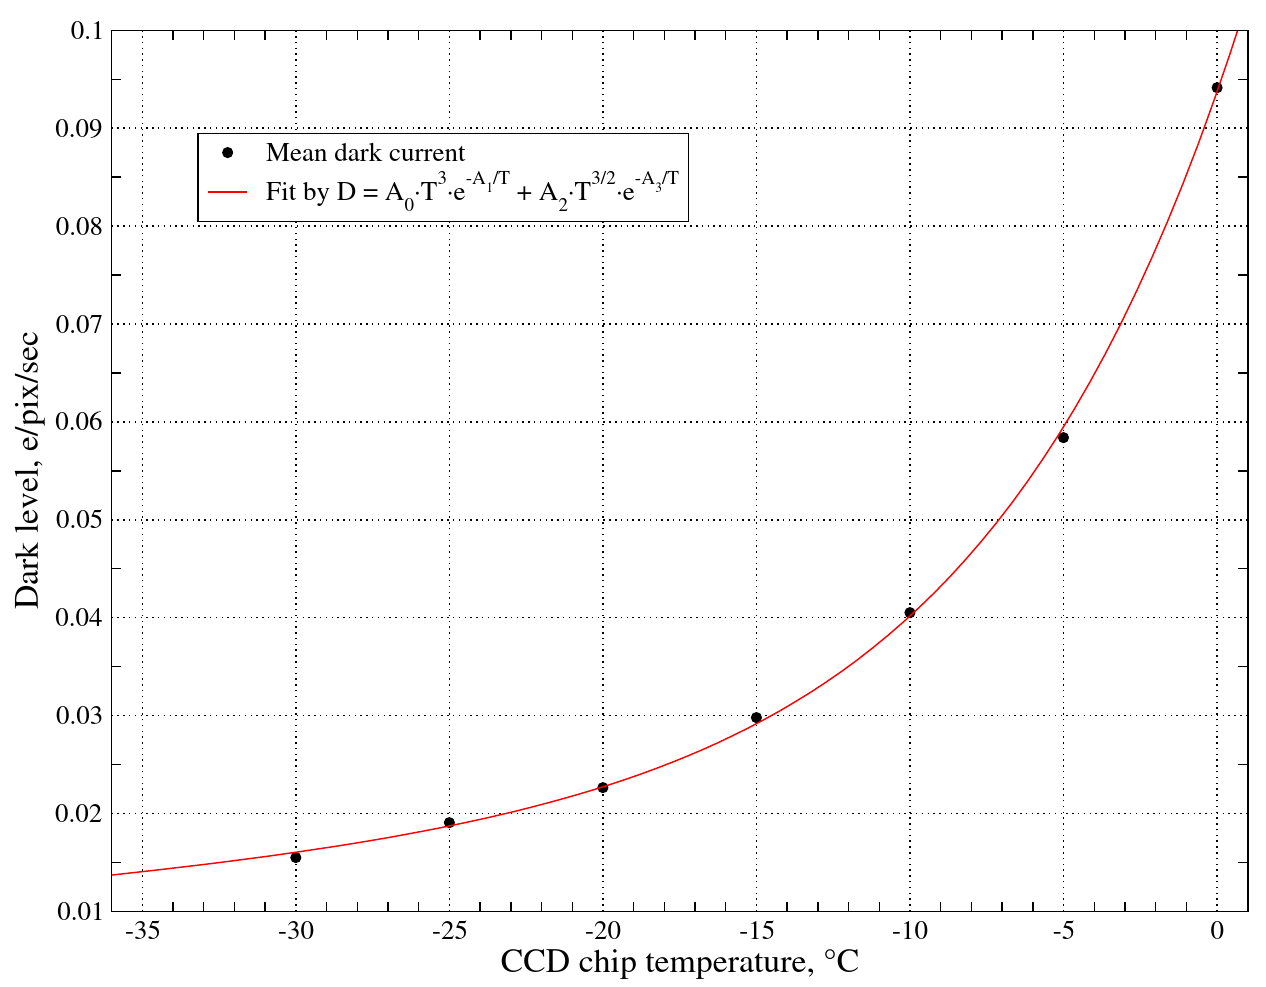 0.1
0.09
0.08
0.07
0.06
0.05
0.04
0.03
0.02
0.01
Dark level, e/pix/sec
Mean dark current
Fit by D = A₀·T³·e^(-A₁/T) + A₂·T^(3/2)·e^(-A₃/T)
-35 -30 -25 -20 -15 -10 -5 0
CCD chip temperature, °C